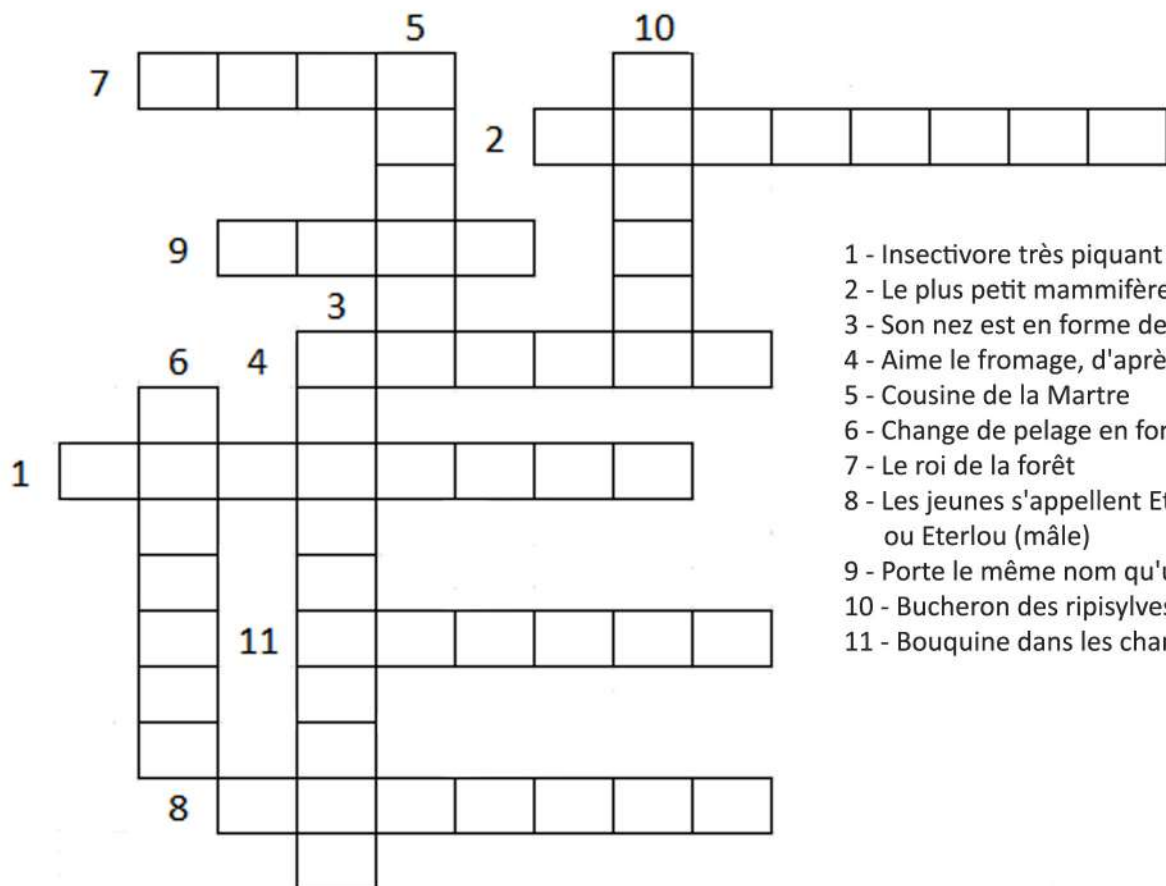 5
10
7
2
9
3
6
4
1
11
8
1 - Insectivore très piquant
2 - Le plus petit mammifère
3 - Son nez est en forme de
4 - Aime le fromage, d'aprè
5 - Cousine de la Martre
6 - Change de pelage en for
7 - Le roi de la forêt
8 - Les jeunes s'appellent Et
ou Eterlou (mâle)
9 - Porte le même nom qu'u
10 - Bucheron des ripisylves
11 - Bouquine dans les char